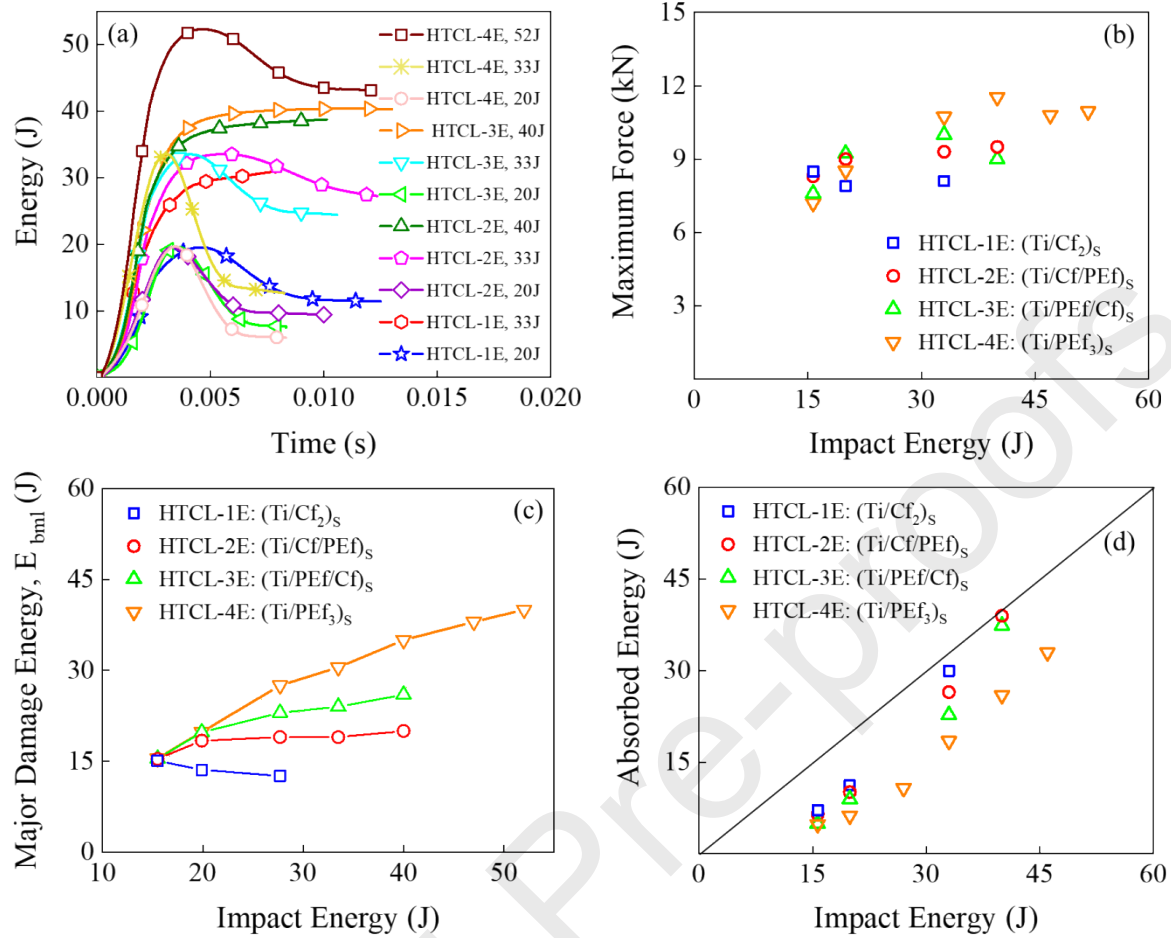 (a)
50
40
30
20
10
0
0.000
0.005
0.010
0.015
0.020
Energy (J)
Time (s)
HTCL-4E, 52J
HTCL-4E, 33J
HTCL-4E, 20J
HTCL-3E, 40J
HTCL-3E, 33J
HTCL-3E, 20J
HTCL-2E, 40J
HTCL-2E, 33J
HTCL-2E, 20J
HTCL-1E, 33J
HTCL-1E, 20J
(b)
15
12
9
6
3
0
15
30
45
60
Maximum Force (kN)
Impact Energy (J)
HTCL-1E: (Ti/Cf₂)ₛ
HTCL-2E: (Ti/Cf/PEf)ₛ
HTCL-3E: (Ti/PEf/Cf)ₛ
HTCL-4E: (Ti/PEf₃)ₛ
(c)
60
45
30
15
0
10
20
30
40
50
Major Damage Energy, E bm1 (J)
Impact Energy (J)
HTCL-1E: (Ti/Cf₂)ₛ
HTCL-2E: (Ti/Cf/PEf)ₛ
HTCL-3E: (Ti/PEf/Cf)ₛ
HTCL-4E: (Ti/PEf₃)ₛ
(d)
60
45
30
15
0
15
30
45
60
Absorbed Energy (J)
Impact Energy (J)
HTCL-1E: (Ti/Cf₂)ₛ
HTCL-2E: (Ti/Cf/PEf)ₛ
HTCL-3E: (Ti/PEf/Cf)ₛ
HTCL-4E: (Ti/PEf₃)ₛ
Pre-proofs